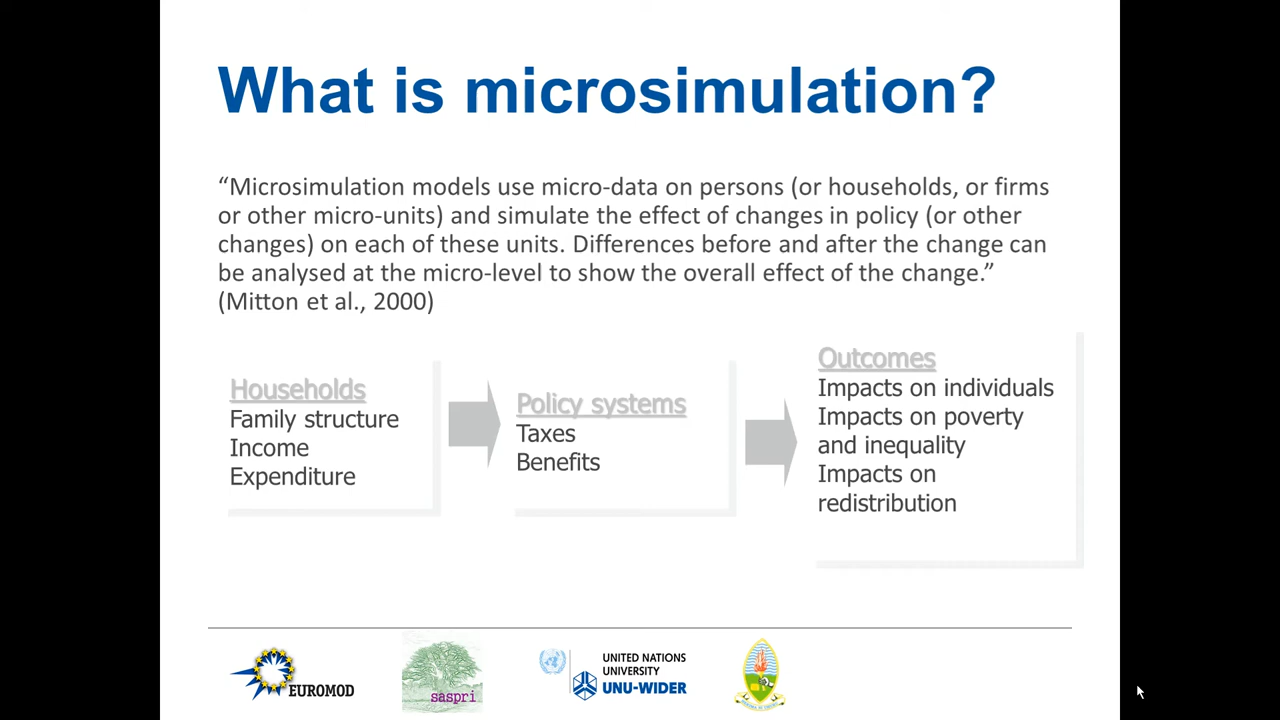 What is microsimulation?
“Microsimulation models use micro-data on persons (or households, or firms
or other micro-units) and simulate the effect of changes in policy (or other
changes) on each of these units. Differences before and after the change can
be analysed at the micro-level to show the overall effect of the change.”
(Mitton et al., 2000)
Households
Family structure
Income
Expenditure
Policy systems
Taxes
Benefits
Outcomes
Impacts on individuals
Impacts on poverty
and inequality
Impacts on
redistribution
EUROMOD
saspri
UNITED NATIONS
UNIVERSITY
UNU-WIDER